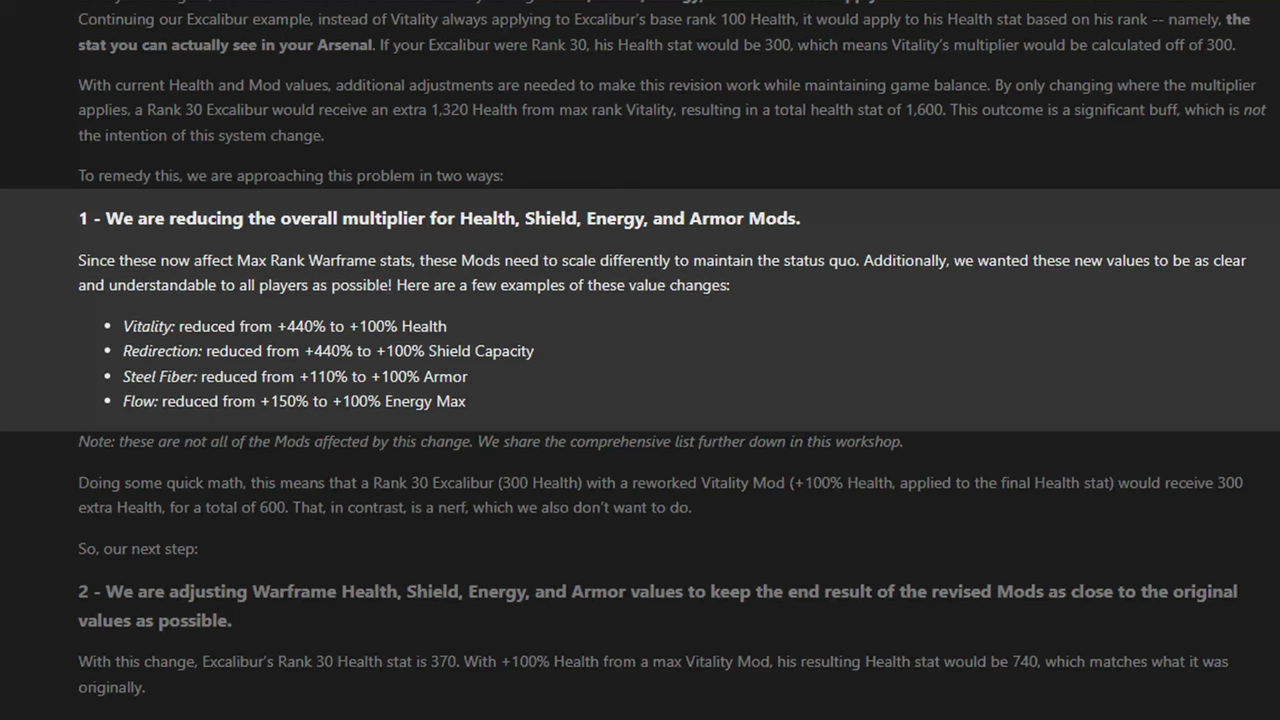 Continuing our Excalibur example, instead of Vitality always applying to Excalibur's base rank 100 Health, it would apply to his Health stat based on his rank -- namely, the
stat you can actually see in your Arsenal. If your Excalibur were Rank 30, his Health stat would be 300, which means Vitality's multiplier would be calculated off of 300.
With current Health and Mod values, additional adjustments are needed to make this revision work while maintaining game balance. By only changing where the multiplier
applies, a Rank 30 Excalibur would receive an extra 1,320 Health from max rank Vitality, resulting in a total health stat of 1,600. This outcome is a significant buff, which is not
the intention of this system change.
To remedy this, we are approaching this problem in two ways:
1 - We are reducing the overall multiplier for Health, Shield, Energy, and Armor Mods.
Since these now affect Max Rank Warframe stats, these Mods need to scale differently to maintain the status quo. Additionally, we wanted these new values to be as clear
and understandable to all players as possible! Here are a few examples of these value changes:
• Vitality: reduced from +440% to +100% Health
• Redirection: reduced from +440% to +100% Shield Capacity
• Steel Fiber: reduced from +110% to +100% Armor
• Flow: reduced from +150% to +100% Energy Max
Note: these are not all of the Mods affected by this change. We share the comprehensive list further down in this workshop.
Doing some quick math, this means that a Rank 30 Excalibur (300 Health) with a reworked Vitality Mod (+100% Health, applied to the final Health stat) would receive 300
extra Health, for a total of 600. That, in contrast, is a nerf, which we also don't want to do.
So, our next step:
2 - We are adjusting Warframe Health, Shield, Energy, and Armor values to keep the end result of the revised Mods as close to the original
values as possible.
With this change, Excalibur's Rank 30 Health stat is 370. With +100% Health from a max Vitality Mod, his resulting Health stat would be 740, which matches what it was
originally.